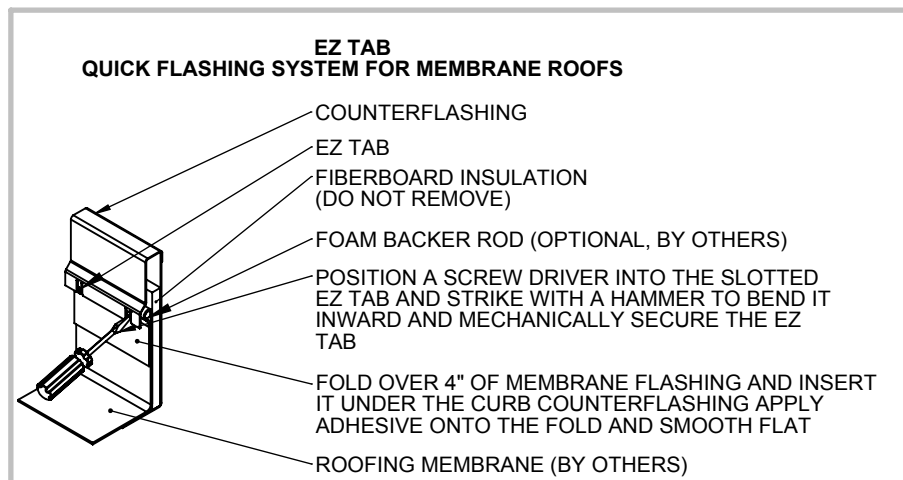 EZ TAB
QUICK FLASHING SYSTEM FOR MEMBRANE ROOFS
COUNTERFLASHING
EZ TAB
FIBERBOARD INSULATION
(DO NOT REMOVE)
FOAM BACKER ROD (OPTIONAL, BY OTHERS)
POSITION A SCREW DRIVER INTO THE SLOTTED
EZ TAB AND STRIKE WITH A HAMMER TO BEND IT
INWARD AND MECHANICALLY SECURE THE EZ
TAB
FOLD OVER 4" OF MEMBRANE FLASHING AND INSERT
IT UNDER THE CURB COUNTERFLASHING APPLY
ADHESIVE ONTO THE FOLD AND SMOOTH FLAT
ROOFING MEMBRANE (BY OTHERS)